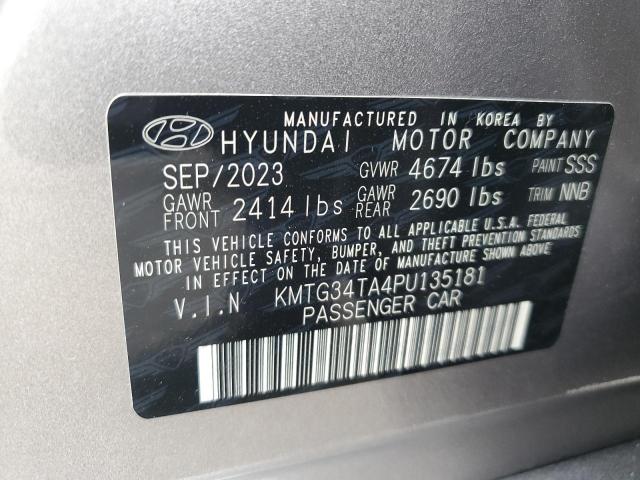 MANUFACTURED IN KOREA BY
HYUNDAI MOTOR COMPANY
SEP/2023 GVWR 4674 lbs PAINT SSS
GAWR FRONT 2414 lbs GAWR REAR 2690 lbs TRIM NNB
THIS VEHICLE CONFORMS TO ALL APPLICABLE U.S.A. FEDERAL
MOTOR VEHICLE SAFETY, BUMPER, AND THEFT PREVENTION STANDARDS
IN EFFECT ON THE DATE OF MANUFACTURE SHOWN ABOVE.
V.I.N KMTG34TA4PU135181
PASSENGER CAR